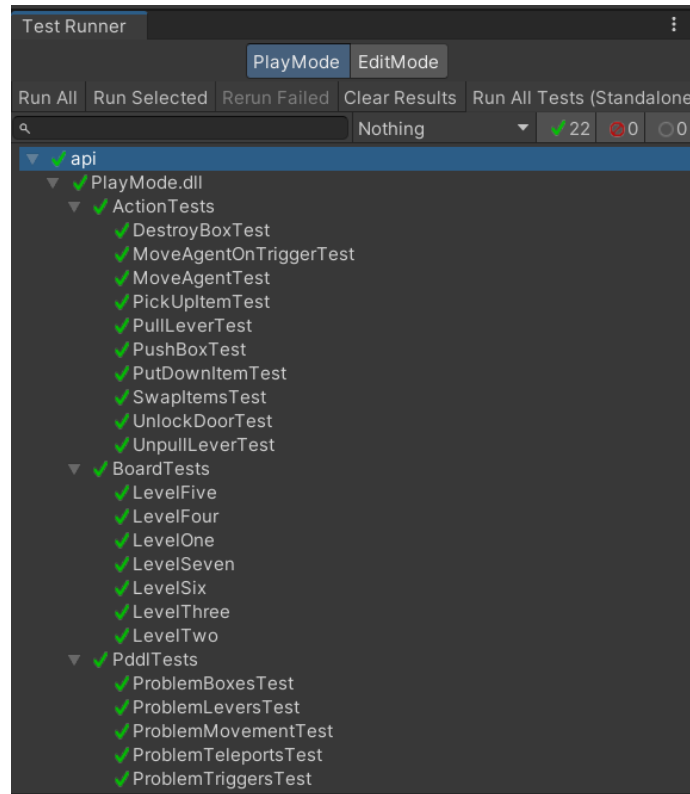 Test Runner
PlayMode EditMode
Run All Run Selected Rerun Failed Clear Results Run All Tests (Standalone
Nothing 22 0 0
api
PlayMode.dll
ActionTests
DestroyBoxTest
MoveAgentOnTriggerTest
MoveAgentTest
PickUpItemTest
PullLeverTest
PushBoxTest
PutDownItemTest
SwapItemsTest
UnlockDoorTest
UnpullLeverTest
BoardTests
LevelFive
LevelFour
LevelOne
LevelSeven
LevelSix
LevelThree
LevelTwo
PddlTests
ProblemBoxesTest
ProblemLeversTest
ProblemMovementTest
ProblemTeleportsTest
ProblemTriggersTest